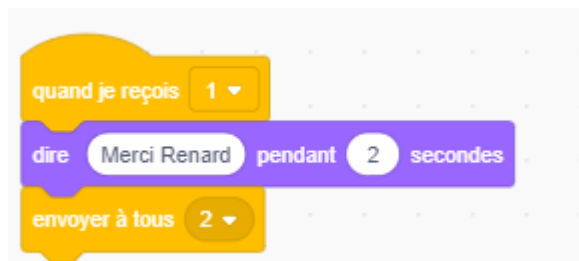 quand je reçois 1
dire Merci Renard pendant 2 secondes
envoyer à tous 2